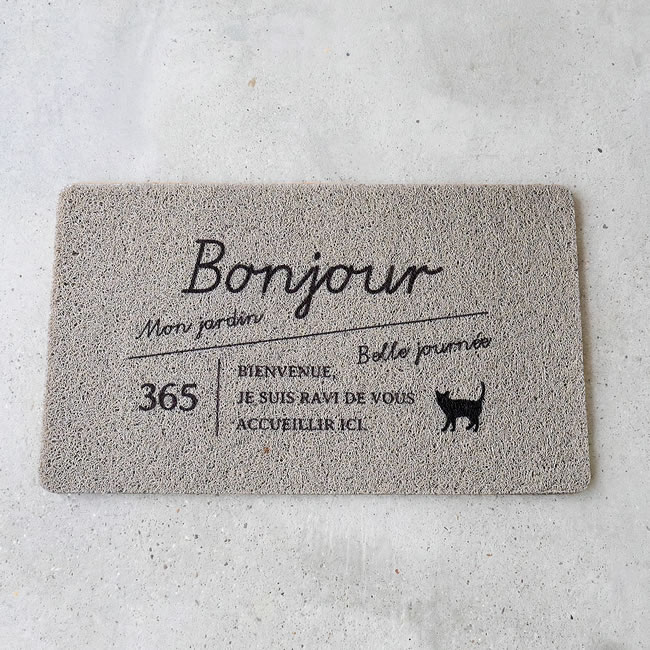 Bonjour
Mon jardin
Belle journée
365
BIENVENUE,
JE SUIS RAVI DE VOUS
ACCUEILLIR ICI.